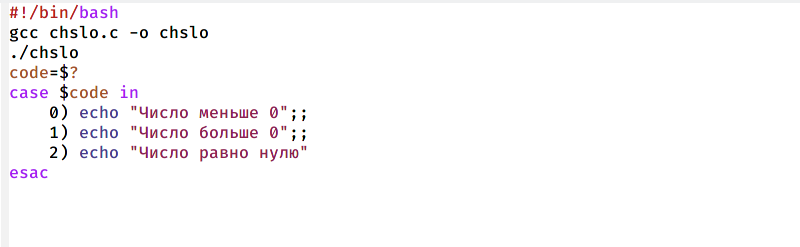 #!/bin/bash
gcc chslo.c -o chslo
./chslo
code=$?
case $code in
    0) echo "Число меньше 0";;
    1) echo "Число больше 0";;
    2) echo "Число равно нулю"
esac